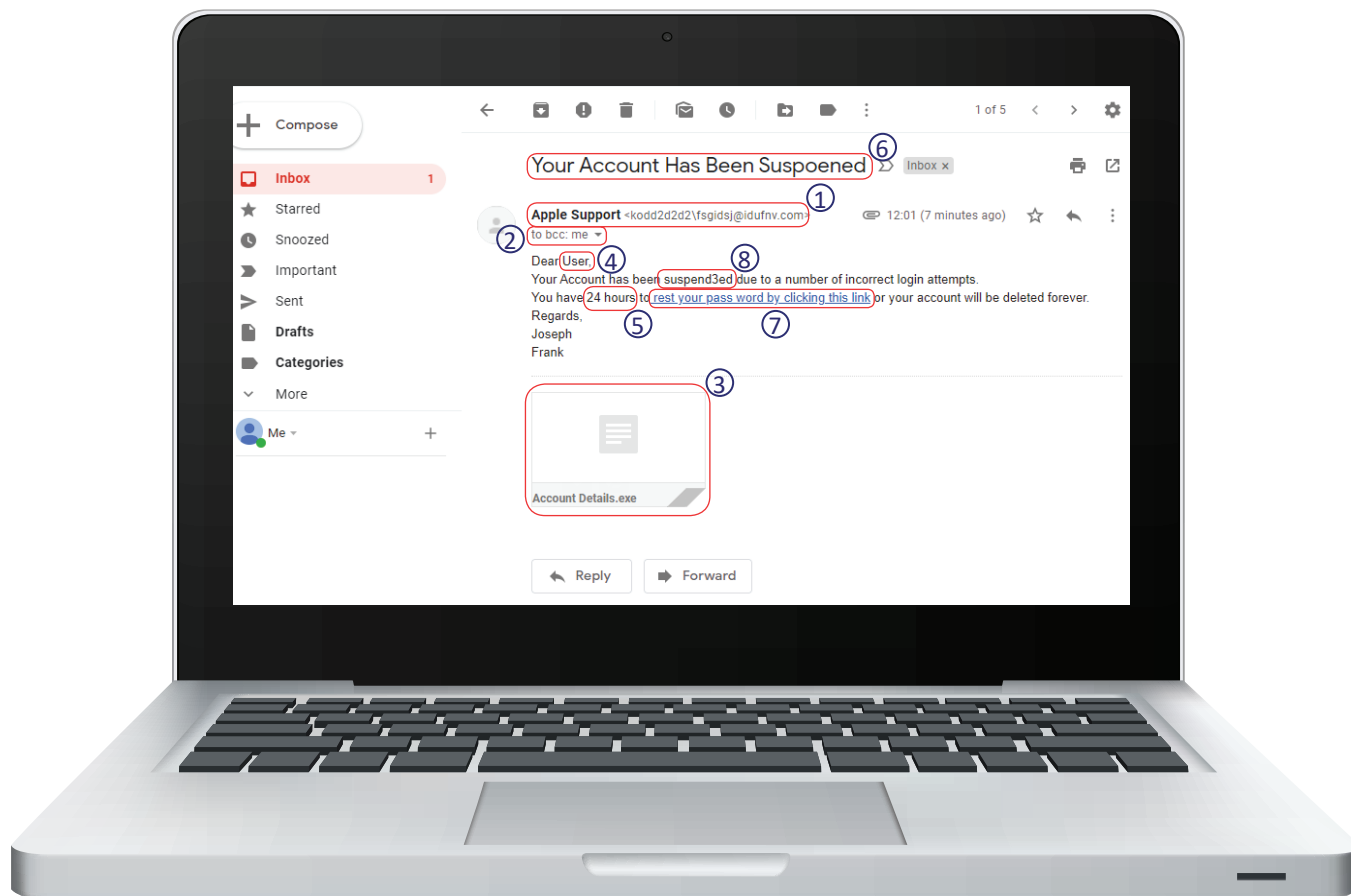 Compose
1 of 5
Your Account Has Been Suspoened
⑥
Inbox x
Inbox 1
Starred
Snoozed
Important
Sent
Drafts
Categories
More
Me
①
Apple Support <kodd2d2d2\fsgidsj@idufnv.com>
12:01 (7 minutes ago)
②
to bcc: me
Dear User,
④
⑧
Your Account has been suspend3ed due to a number of incorrect login attempts.
You have 24 hours to rest your pass word by clicking this link or your account will be deleted forever.
⑤
⑦
Regards,
Joseph
Frank
③
Account Details.exe
Reply
Forward